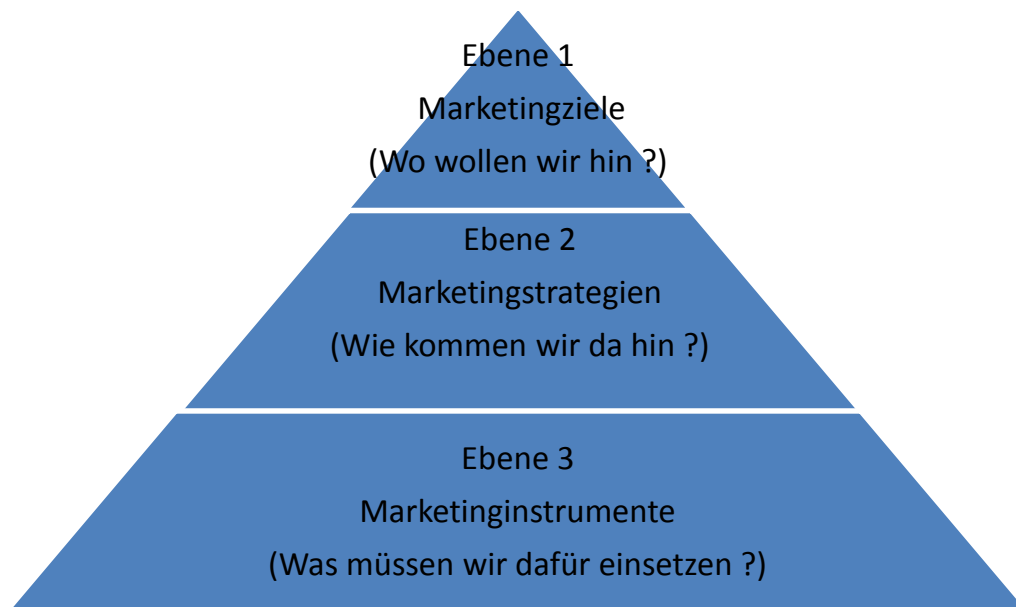 Ebene 1
Marketingziele
(Wo wollen wir hin ?)
Ebene 2
Marketingstrategien
(Wie kommen wir da hin ?)
Ebene 3
Marketinginstrumente
(Was müssen wir dafür einsetzen ?)